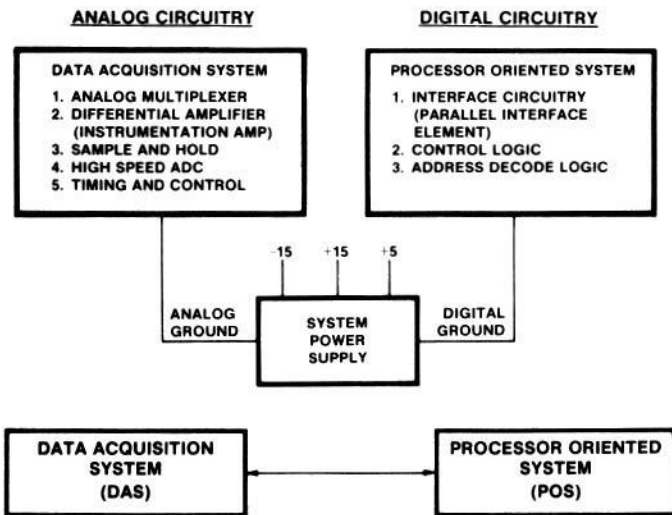 ANALOG CIRCUITRY
DATA ACQUISITION SYSTEM
1. ANALOG MULTIPLEXER
2. DIFFERENTIAL AMPLIFIER
(INSTRUMENTATION AMP)
3. SAMPLE AND HOLD
4. HIGH SPEED ADC
5. TIMING AND CONTROL
DIGITAL CIRCUITRY
PROCESSOR ORIENTED SYSTEM
1. INTERFACE CIRCUITRY
(PARALLEL INTERFACE
ELEMENT)
2. CONTROL LOGIC
3. ADDRESS DECODE LOGIC
-15 +15 +5
ANALOG
GROUND
SYSTEM
POWER
SUPPLY
DIGITAL
GROUND
DATA ACQUISITION
SYSTEM
(DAS)
PROCESSOR ORIENTED
SYSTEM
(POS)